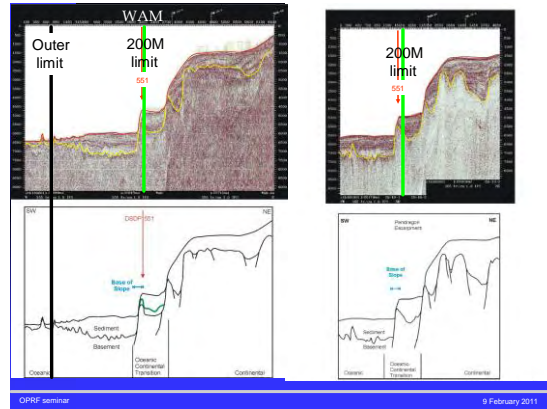 WAM
Outer
limit
200M
limit
551
200M
limit
551
SW
NE
DSDP 551
Base of
Slope
Sediment
Basement
Oceanic
Oceanic
Continental
Transition
Continental
SW
NE
Pendragon
Escarpment
Base of
Slope
Sediment
Basement
Oceanic
Oceanic
Continental
Transition
Continental
OPRF seminar
9 February 2011